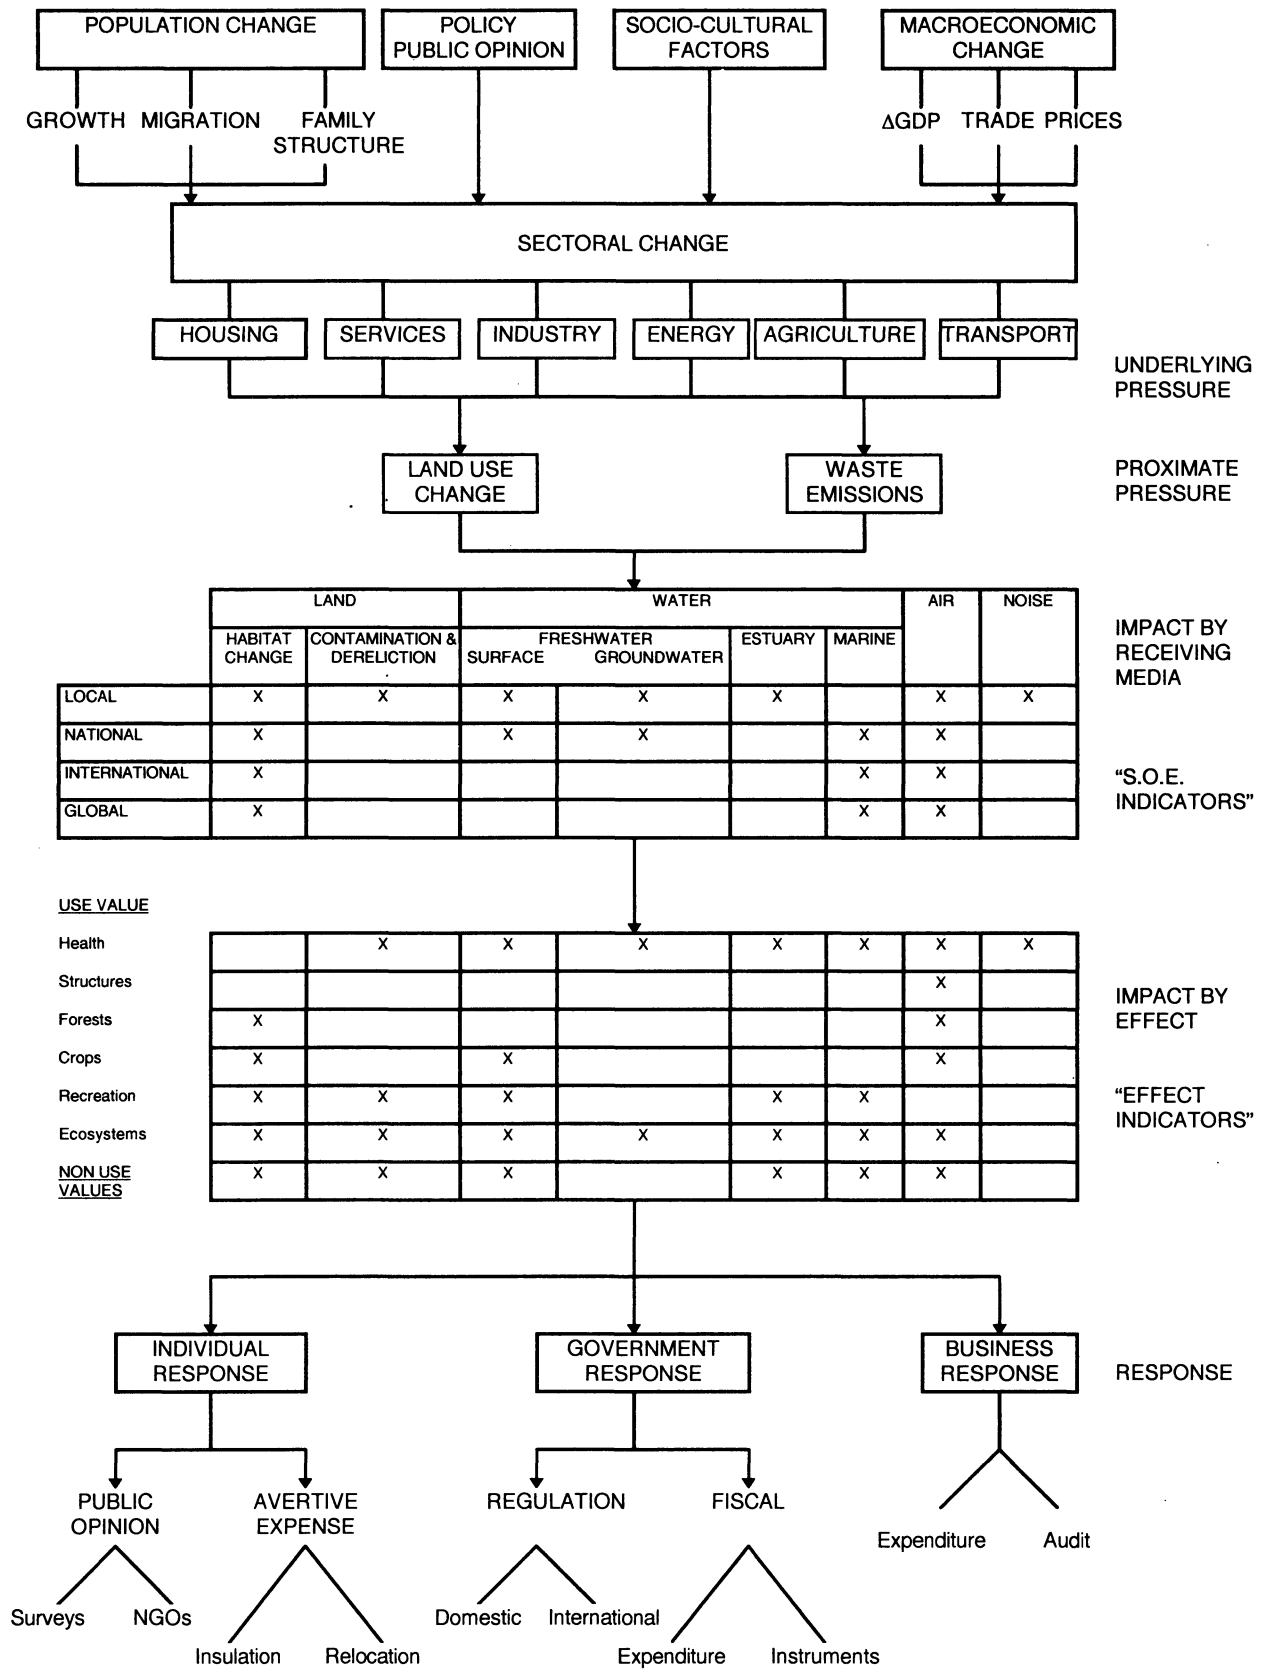 POPULATION CHANGE
POLICY
PUBLIC OPINION
SOCIO-CULTURAL
FACTORS
MACROECONOMIC
CHANGE
GROWTH MIGRATION FAMILY
STRUCTURE
ΔGDP TRADE PRICES
SECTORAL CHANGE
HOUSING SERVICES INDUSTRY ENERGY AGRICULTURE TRANSPORT
UNDERLYING
PRESSURE
LAND USE
CHANGE
WASTE
EMISSIONS
PROXIMATE
PRESSURE
LAND WATER AIR NOISE
HABITAT
CHANGE
CONTAMINATION &
DERELICTION
FRESHWATER
SURFACE GROUNDWATER
ESTUARY MARINE
IMPACT BY
RECEIVING
MEDIA
LOCAL X X X X X X X
NATIONAL X X X X X
INTERNATIONAL X X X
GLOBAL X X X
“S.O.E.
INDICATORS”
USE VALUE
Health X X X X X X X
Structures X
Forests X X
Crops X X X
Recreation X X X X X
Ecosystems X X X X X X X
NON USE
VALUES
X X X X X X
IMPACT BY
EFFECT
“EFFECT
INDICATORS”
INDIVIDUAL
RESPONSE
GOVERNMENT
RESPONSE
BUSINESS
RESPONSE
RESPONSE
PUBLIC
OPINION
AVERTIVE
EXPENSE
REGULATION FISCAL
Expenditure Audit
Surveys NGOs
Domestic International
Insulation Relocation
Expenditure Instruments